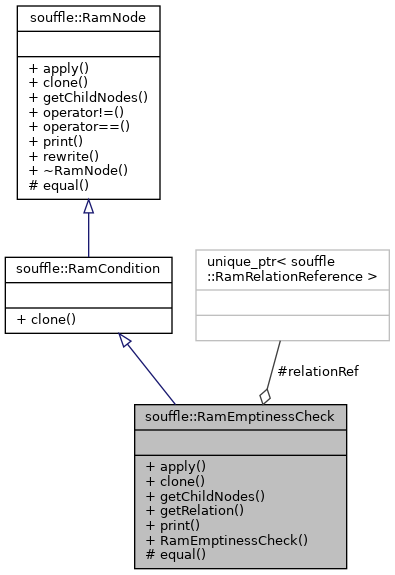 souffle::RamNode
+ apply()
+ clone()
+ getChildNodes()
+ operator!=()
+ operator==()
+ print()
+ rewrite()
+ ~RamNode()
# equal()
souffle::RamCondition
+ clone()
unique_ptr< souffle
::RamRelationReference >
#relationRef
souffle::RamEmptinessCheck
+ apply()
+ clone()
+ getChildNodes()
+ getRelation()
+ print()
+ RamEmptinessCheck()
# equal()